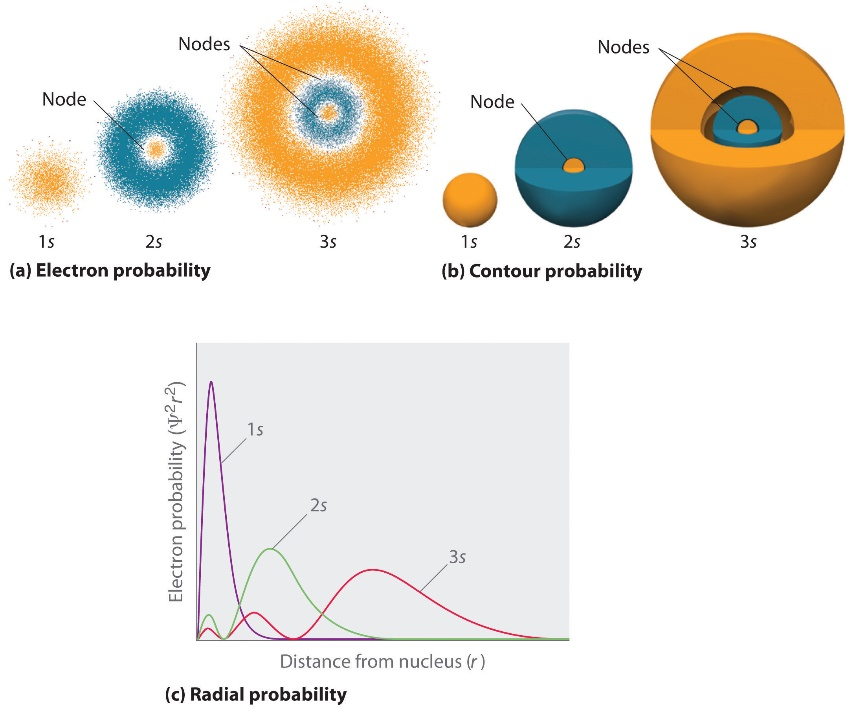 Nodes
Node
1s
2s
3s
(a) Electron probability
Nodes
Node
1s
2s
3s
(b) Contour probability
Electron probability (Ψ²r²)
1s
2s
3s
Distance from nucleus (r)
(c) Radial probability